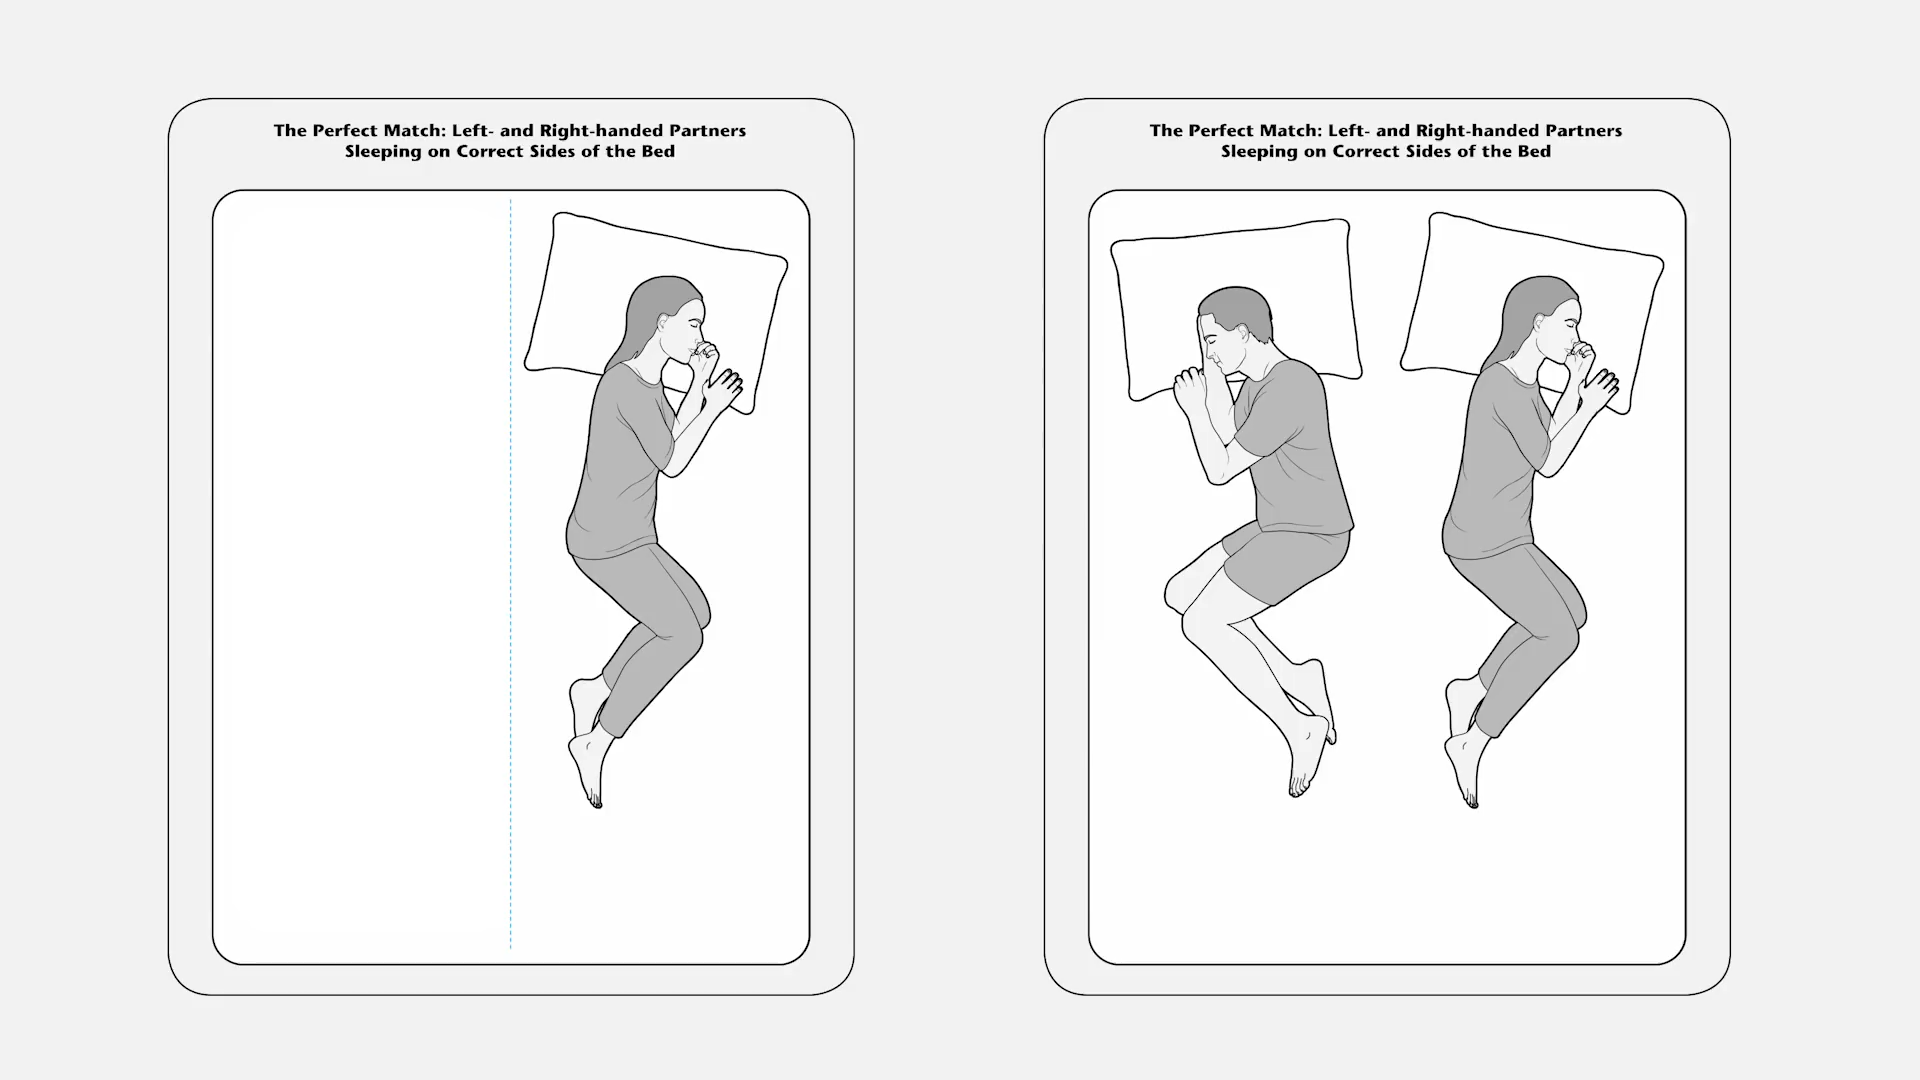 The Perfect Match: Left- and Right-handed Partners
Sleeping on Correct Sides of the Bed
The Perfect Match: Left- and Right-handed Partners
Sleeping on Correct Sides of the Bed